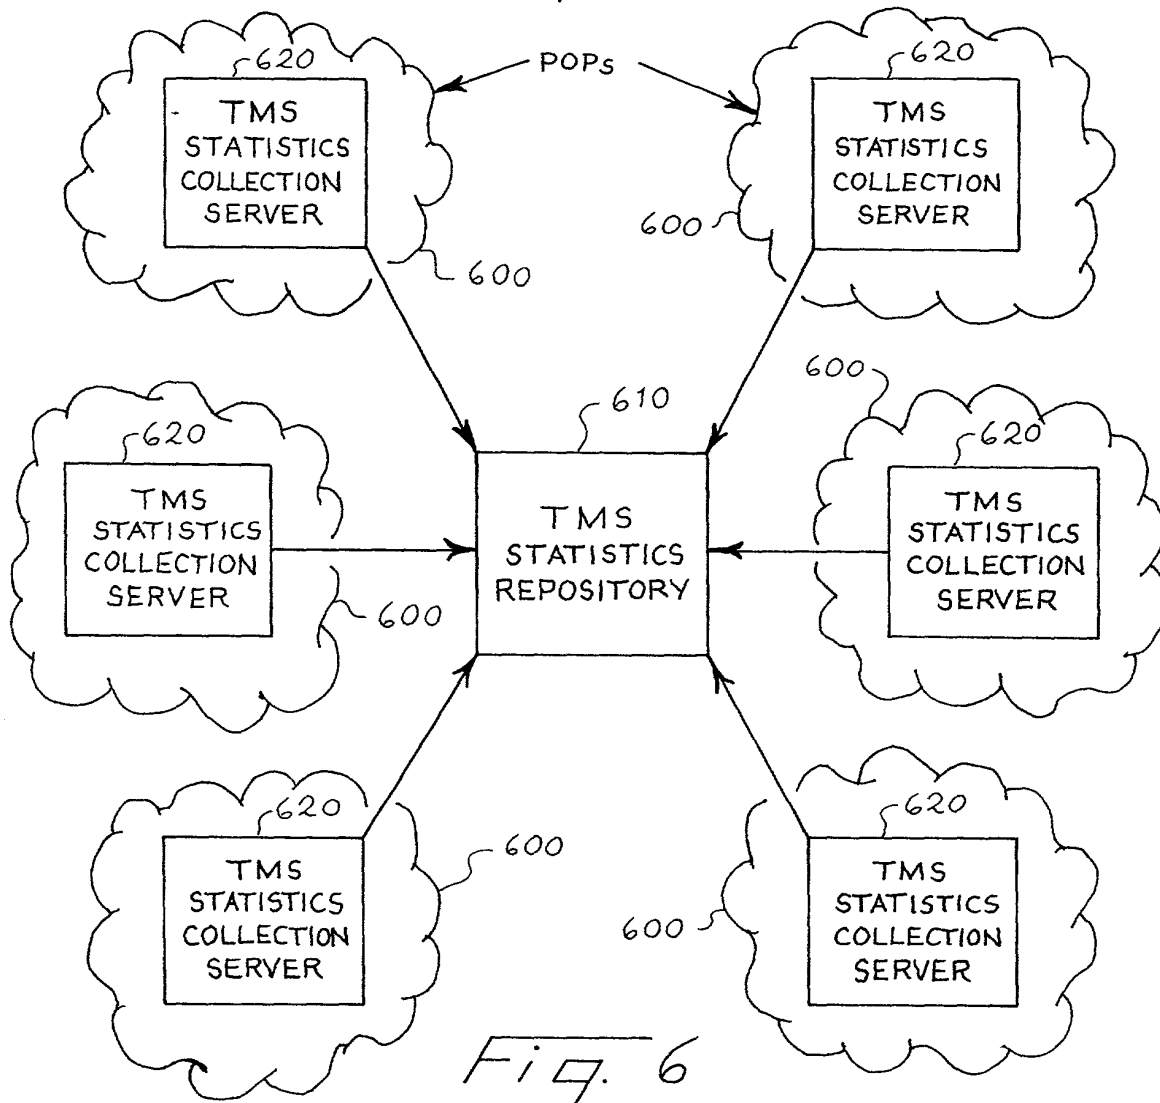 620
POPs
620
TMS
STATISTICS
COLLECTION
SERVER
TMS
STATISTICS
COLLECTION
SERVER
600
600
600
610
620
620
TMS
STATISTICS
COLLECTION
SERVER
TMS
STATISTICS
REPOSITORY
TMS
STATISTICS
COLLECTION
SERVER
600
620
620
TMS
STATISTICS
COLLECTION
SERVER
600
TMS
STATISTICS
COLLECTION
SERVER
600
Fig. 6